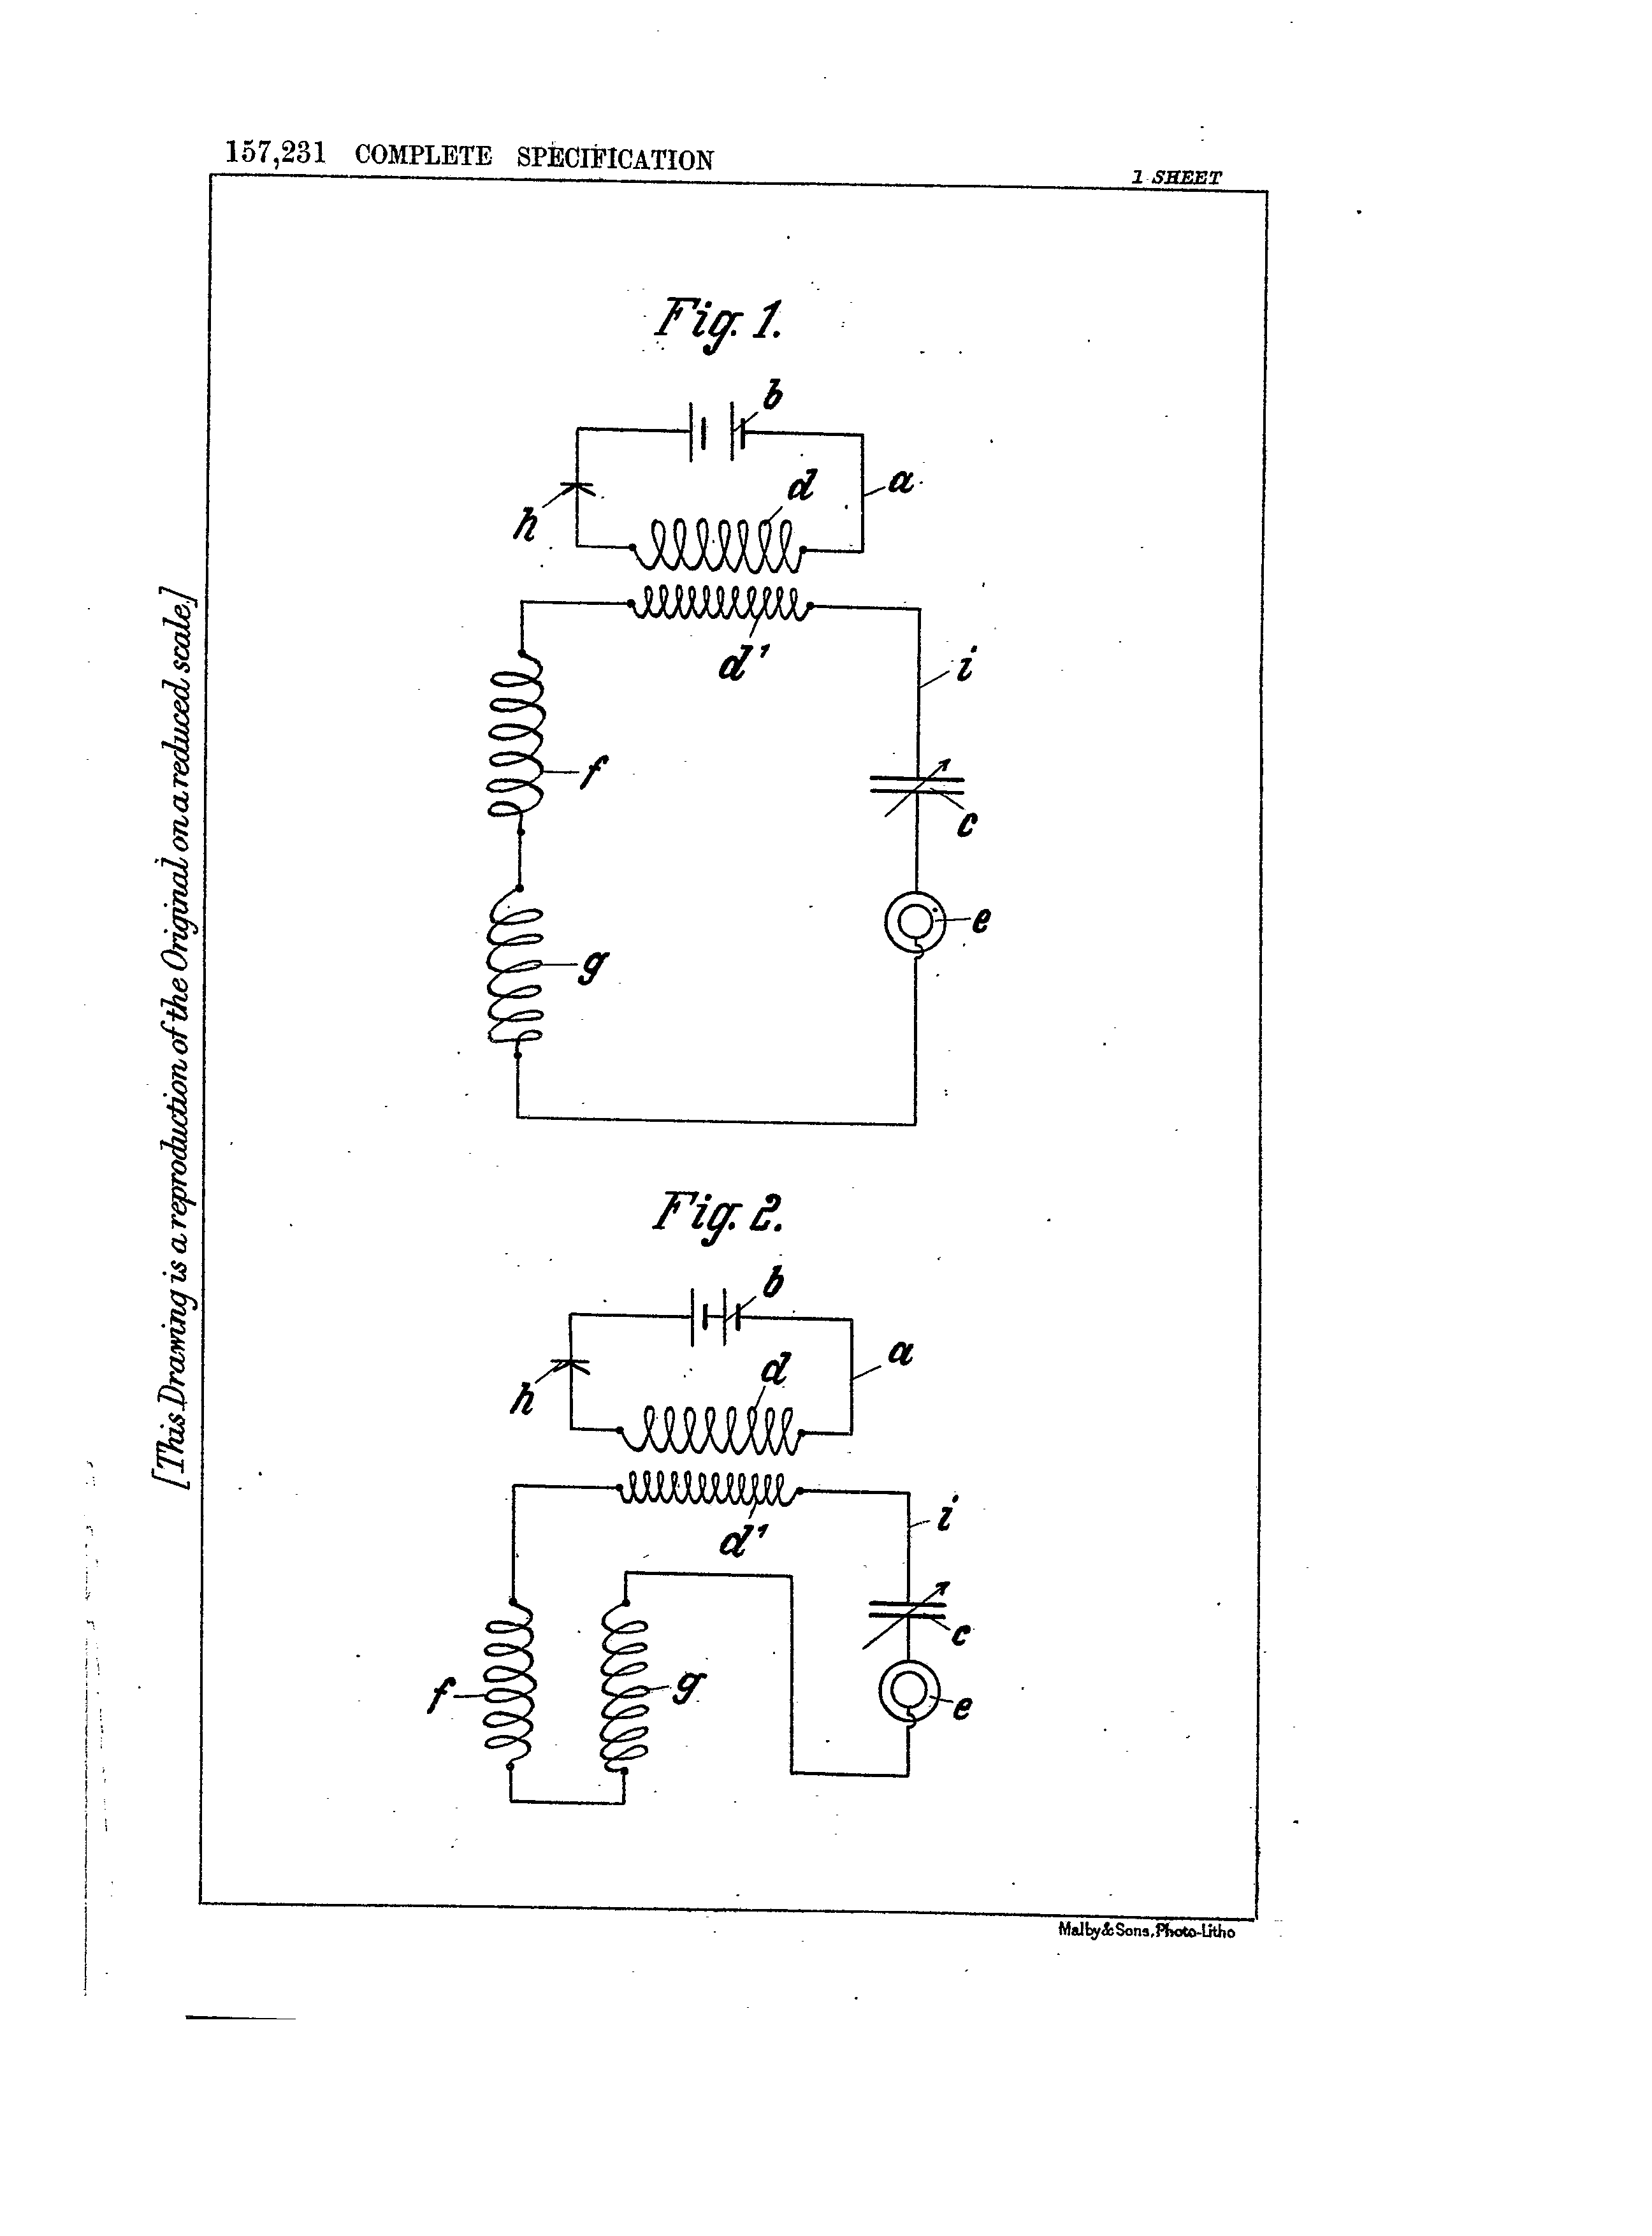 157,231 COMPLETE SPECIFICATION
1 SHEET
[This Drawing is a reproduction of the Original on a reduced scale.]
Fig. 1.
b
d
a
h
d'
i
f
c
e
g
Fig. 2.
b
a
d
h
i
d'
c
f
g
e
Malby&Sons, Photo-Litho